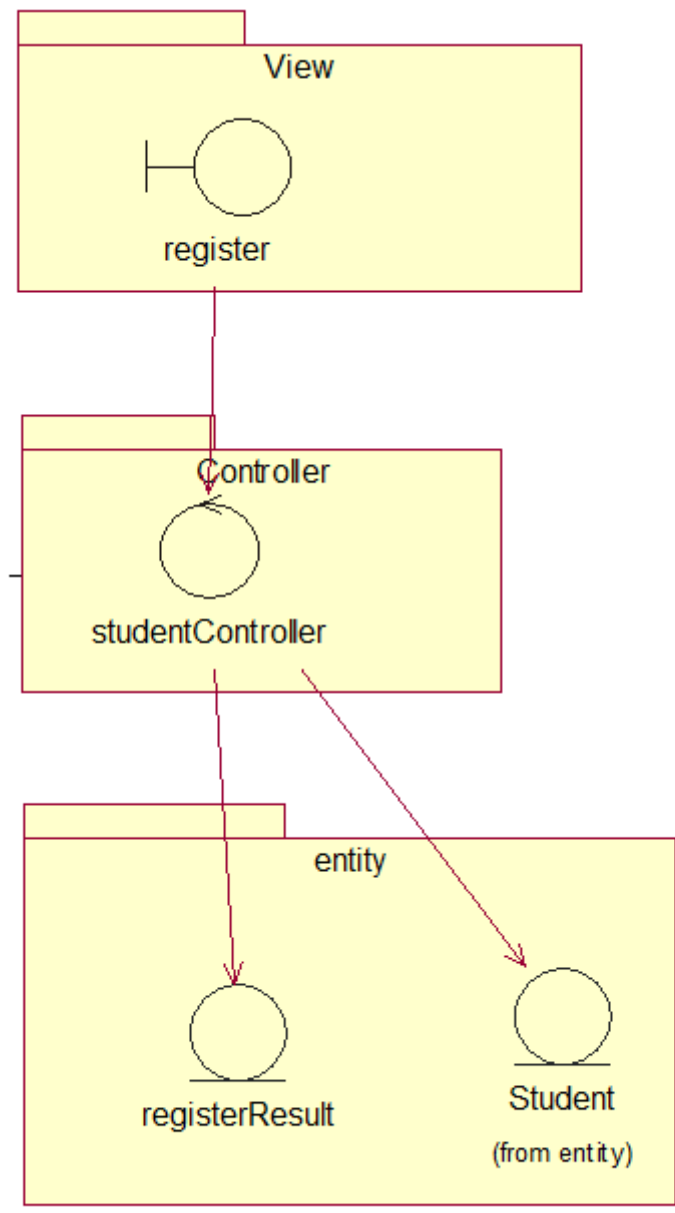 View
register
Controller
studentController
entity
registerResult
Student
(from entity)